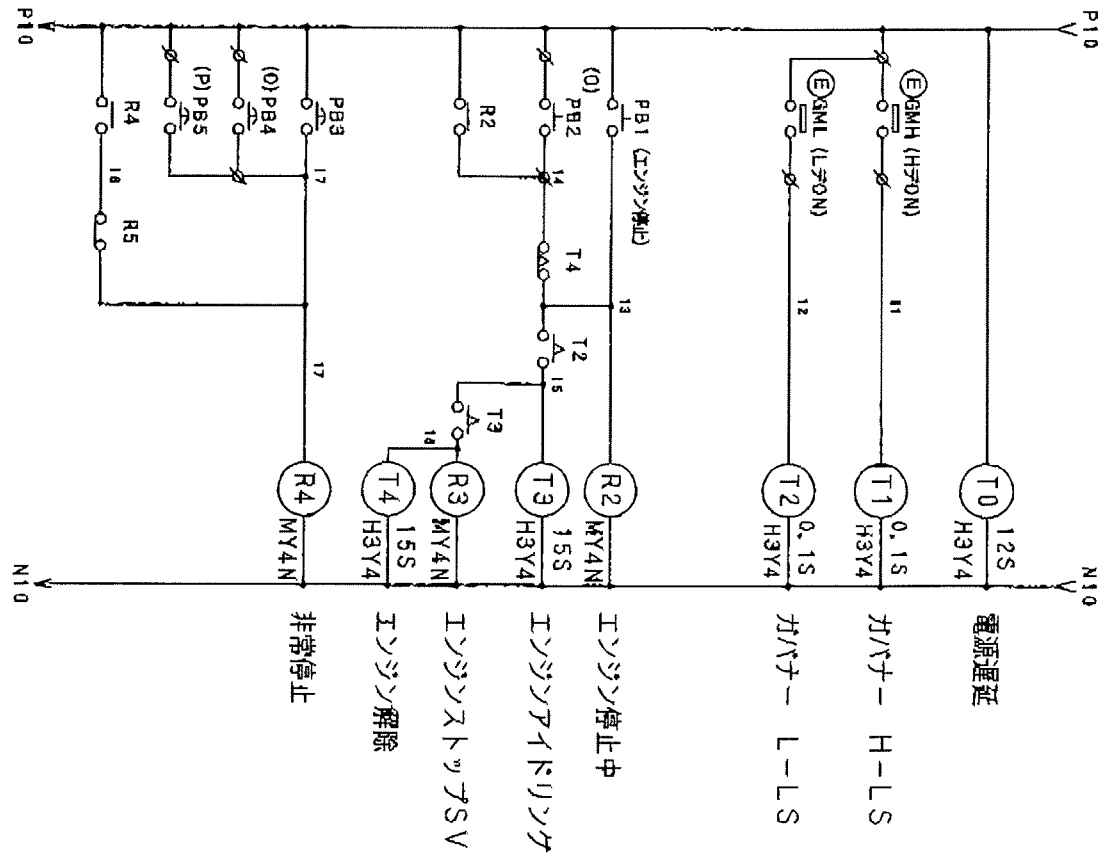 P10
N10
T0
12S
H3Y4
電源遅延
E
GMH (HデON)
11
T1
0.1S
H3Y4
ガバナー H-LS
E
GML (LデON)
12
T2
0.1S
H3Y4
ガバナー L-LS
(O)
PB1 (エンジン停止)
13
R2
MY4N
エンジン停止中
PB2
14
T4
T2
15
T3
15S
H3Y4
エンジンアイドリング
R2
T3
R3
MY4N
エンジンストップSV
T4
15S
H3Y4
エンジン解除
PB3
17
17
R4
MY4N
非常停止
(O)
PB4
(P)
PB5
R4
R5
P10
N10